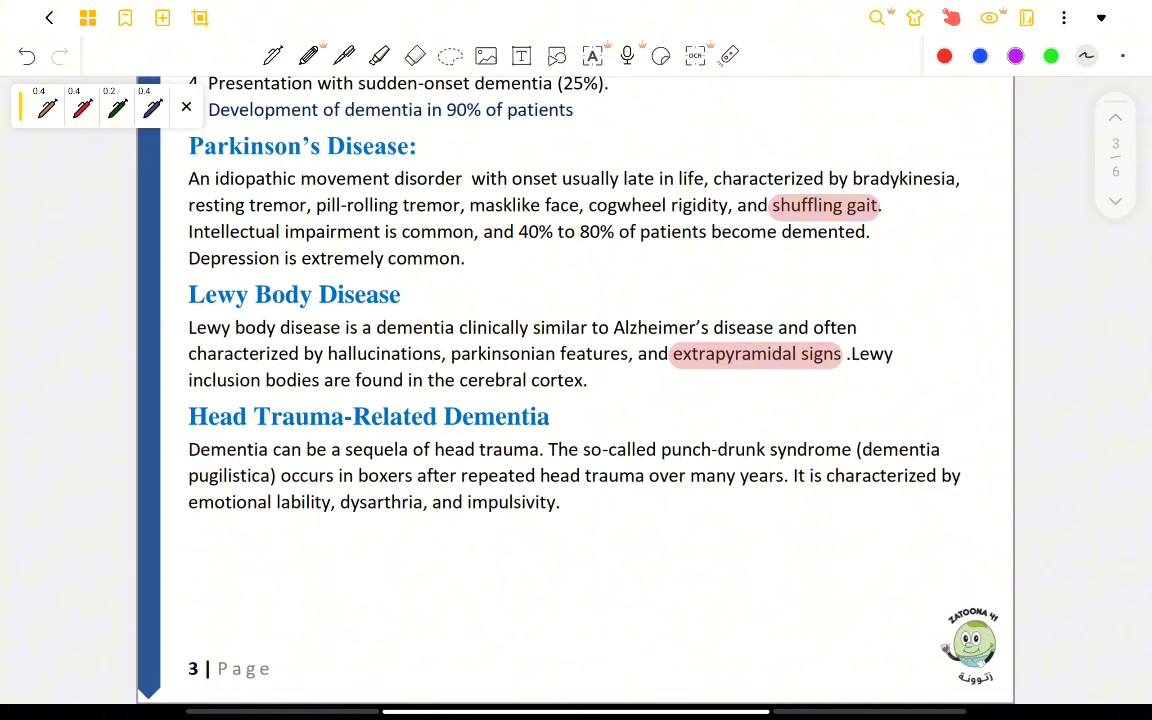 0.4 0.4 0.2 0.4
4. Presentation with sudden-onset dementia (25%).
Development of dementia in 90% of patients
Parkinson’s Disease:
An idiopathic movement disorder with onset usually late in life, characterized by bradykinesia,
resting tremor, pill-rolling tremor, masklike face, cogwheel rigidity, and shuffling gait.
Intellectual impairment is common, and 40% to 80% of patients become demented.
Depression is extremely common.
Lewy Body Disease
Lewy body disease is a dementia clinically similar to Alzheimer’s disease and often
characterized by hallucinations, parkinsonian features, and extrapyramidal signs .Lewy
inclusion bodies are found in the cerebral cortex.
Head Trauma-Related Dementia
Dementia can be a sequela of head trauma. The so-called punch-drunk syndrome (dementia
pugilistica) occurs in boxers after repeated head trauma over many years. It is characterized by
emotional lability, dysarthria, and impulsivity.
3 | Page
ZATOONA 41
زتوونة
3
6
T
A
OCR